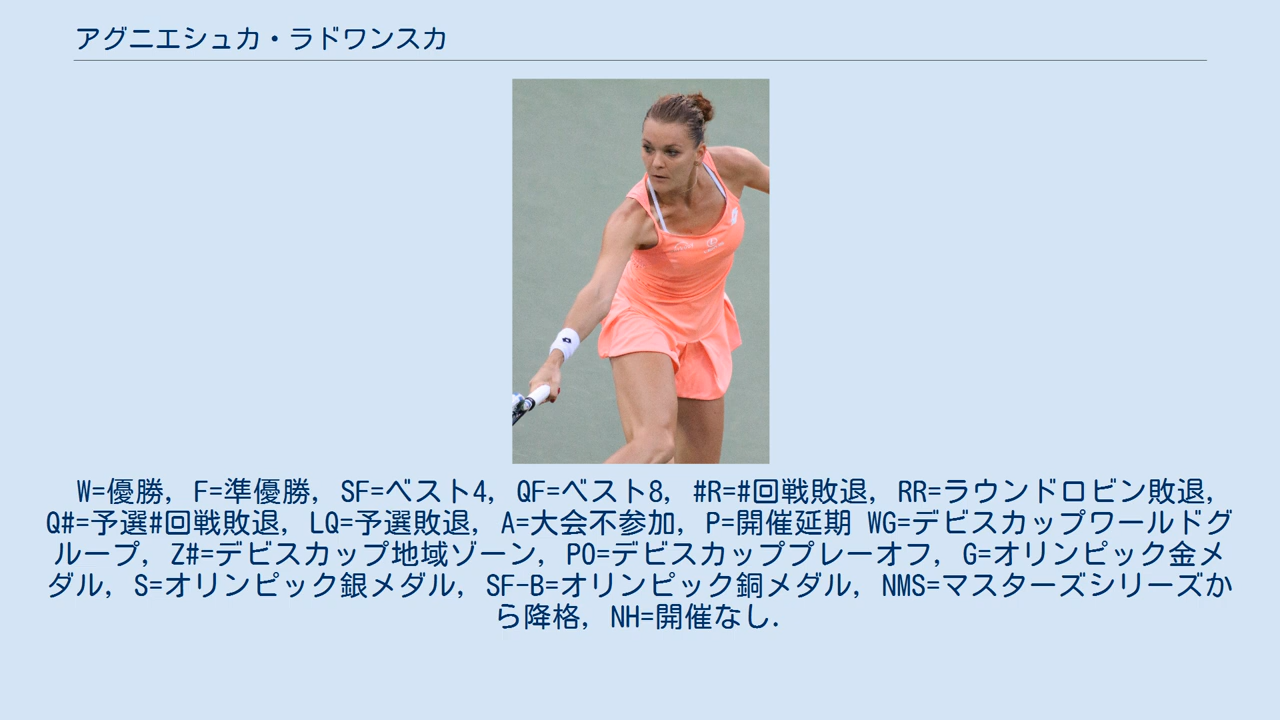 アグニエシュカ・ラドワンスカ
W=優勝, F=準優勝, SF=ベスト4, QF=ベスト8, #R=#回戦敗退, RR=ラウンドロビン敗退,
Q#=予選#回戦敗退, LQ=予選敗退, A=大会不参加, P=開催延期 WG=デビスカップワールドグ
ループ, Z#=デビスカップ地域ゾーン, PO=デビスカッププレーオフ, G=オリンピック金メ
ダル, S=オリンピック銀メダル, SF-B=オリンピック銅メダル, NMS=マスターズシリーズか
ら降格, NH=開催なし.